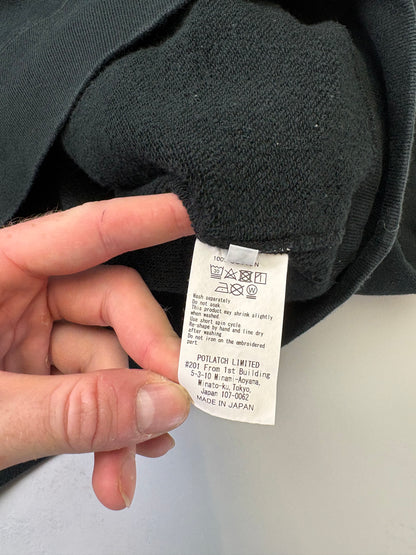 Wash separately
Do not soak
This product may shrink slightly
when washed
Use short spin cycle
Re-shape by hand and line dry
after washing
Do not iron on the embroidered
part
POTLATCH LIMITED
#201 From 1st Building
5-3-10 Minami-Aoyama,
Minato-ku,Tokyo,
Japan 107-0062
MADE IN JAPAN